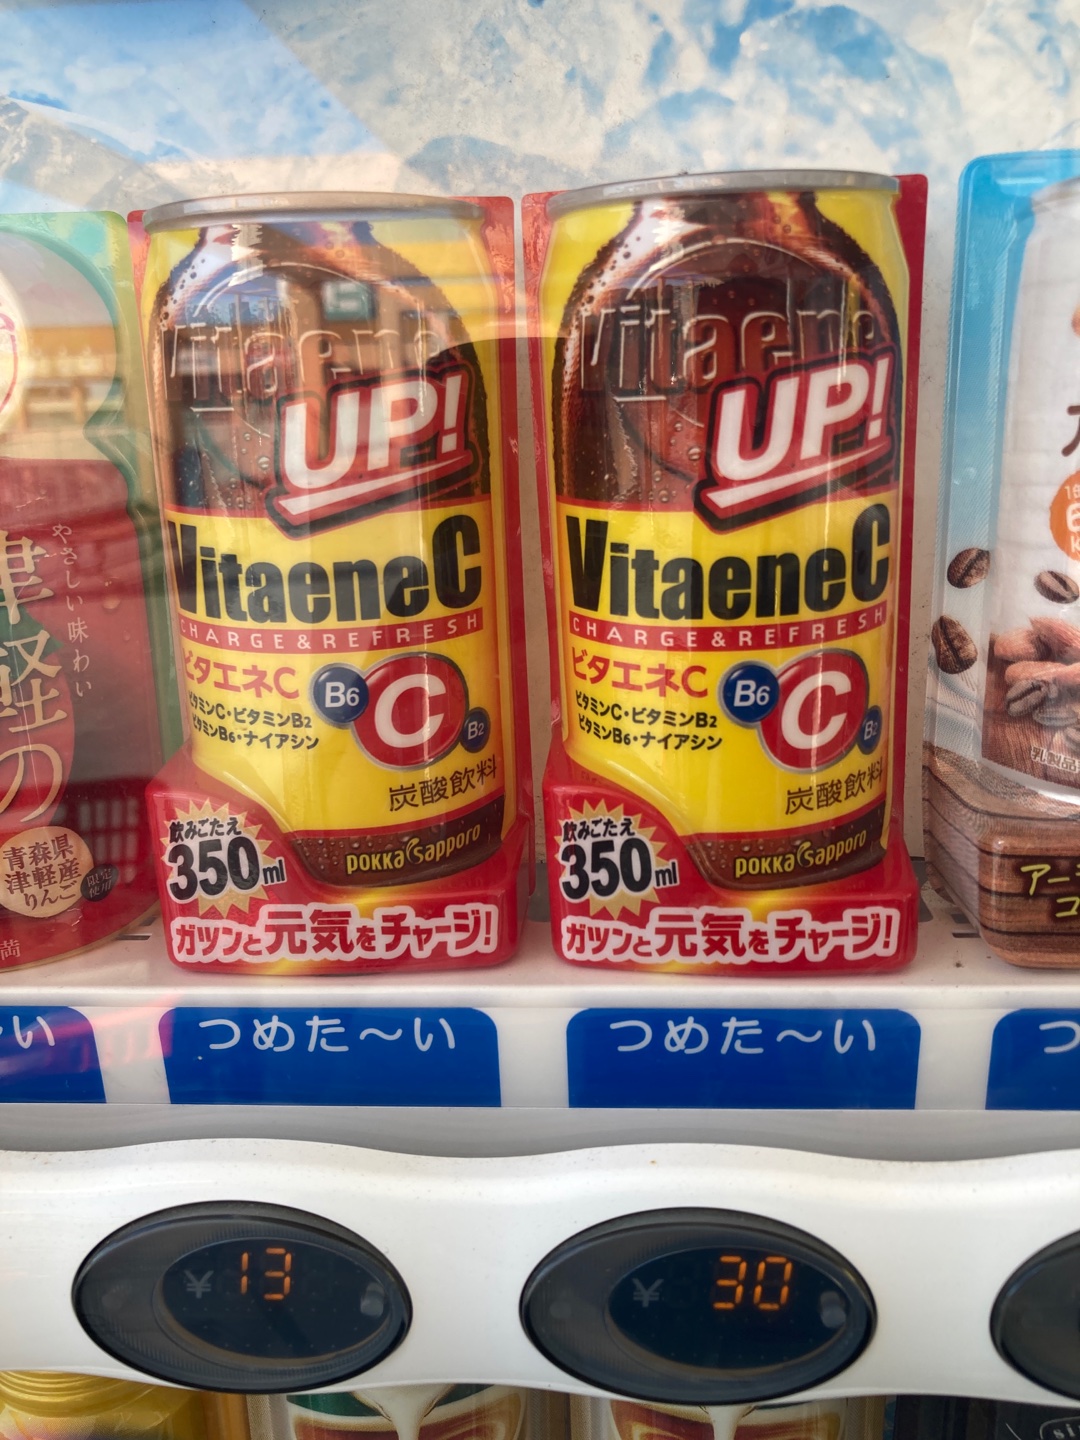 やさしい味わい
津軽の
青森県
津軽産
りんご
Vitaene
UP!
VitaeneC
CHARGE&REFRESH
ビタエネC
ビタミンC・ビタミンB2
ビタミンB6・ナイアシン
B6
C
B2
炭酸飲料
POKKA sapporo
飲みごたえ
350ml
ガツンと元気をチャージ!
Vitaene
UP!
VitaeneC
CHARGE&REFRESH
ビタエネC
ビタミンC・ビタミンB2
ビタミンB6・ナイアシン
B6
C
B2
炭酸飲料
POKKA sapporo
飲みごたえ
350ml
ガツンと元気をチャージ!
〜い
つめた〜い
つめた〜い
つ
¥ 13
¥ 30